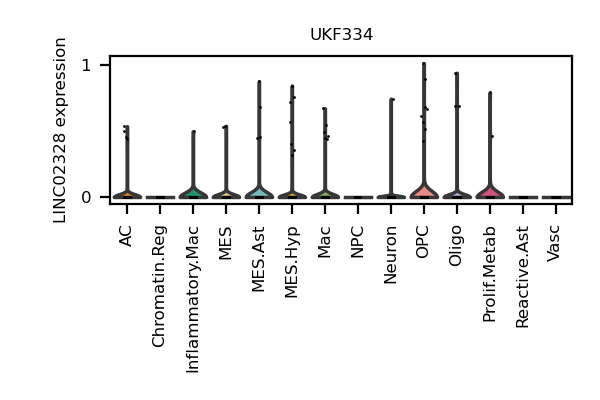 UKF334
LINC02328 expression
1
0
AC
Chromatin.Reg
Inflammatory.Mac
MES
MES.Ast
MES.Hyp
Mac
NPC
Neuron
OPC
Oligo
Prolif.Metab
Reactive.Ast
Vasc